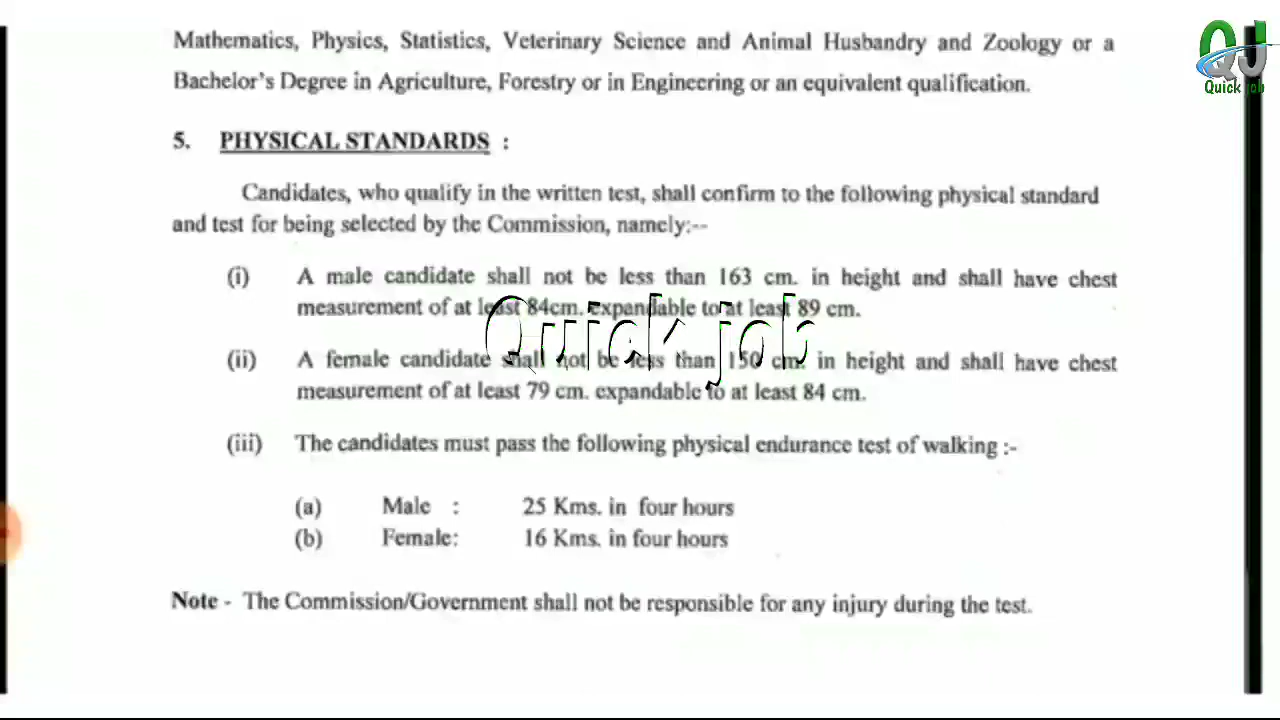 Mathematics, Physics, Statistics, Veterinary Science and Animal Husbandry and Zoology or a
Bachelor's Degree in Agriculture, Forestry or in Engineering or an equivalent qualification.
QJ
Quick job
5. PHYSICAL STANDARDS :
Candidates, who qualify in the written test, shall confirm to the following physical standard
and test for being selected by the Commission, namely:--
(i) A male candidate shall not be less than 163 cm. in height and shall have chest
measurement of at least 84cm. expandable to at least 89 cm.
Quick job
(ii) A female candidate shall not be less than 150 cm. in height and shall have chest
measurement of at least 79 cm. expandable to at least 84 cm.
(iii) The candidates must pass the following physical endurance test of walking :-
(a) Male : 25 Kms. in four hours
(b) Female: 16 Kms. in four hours
Note - The Commission/Government shall not be responsible for any injury during the test.